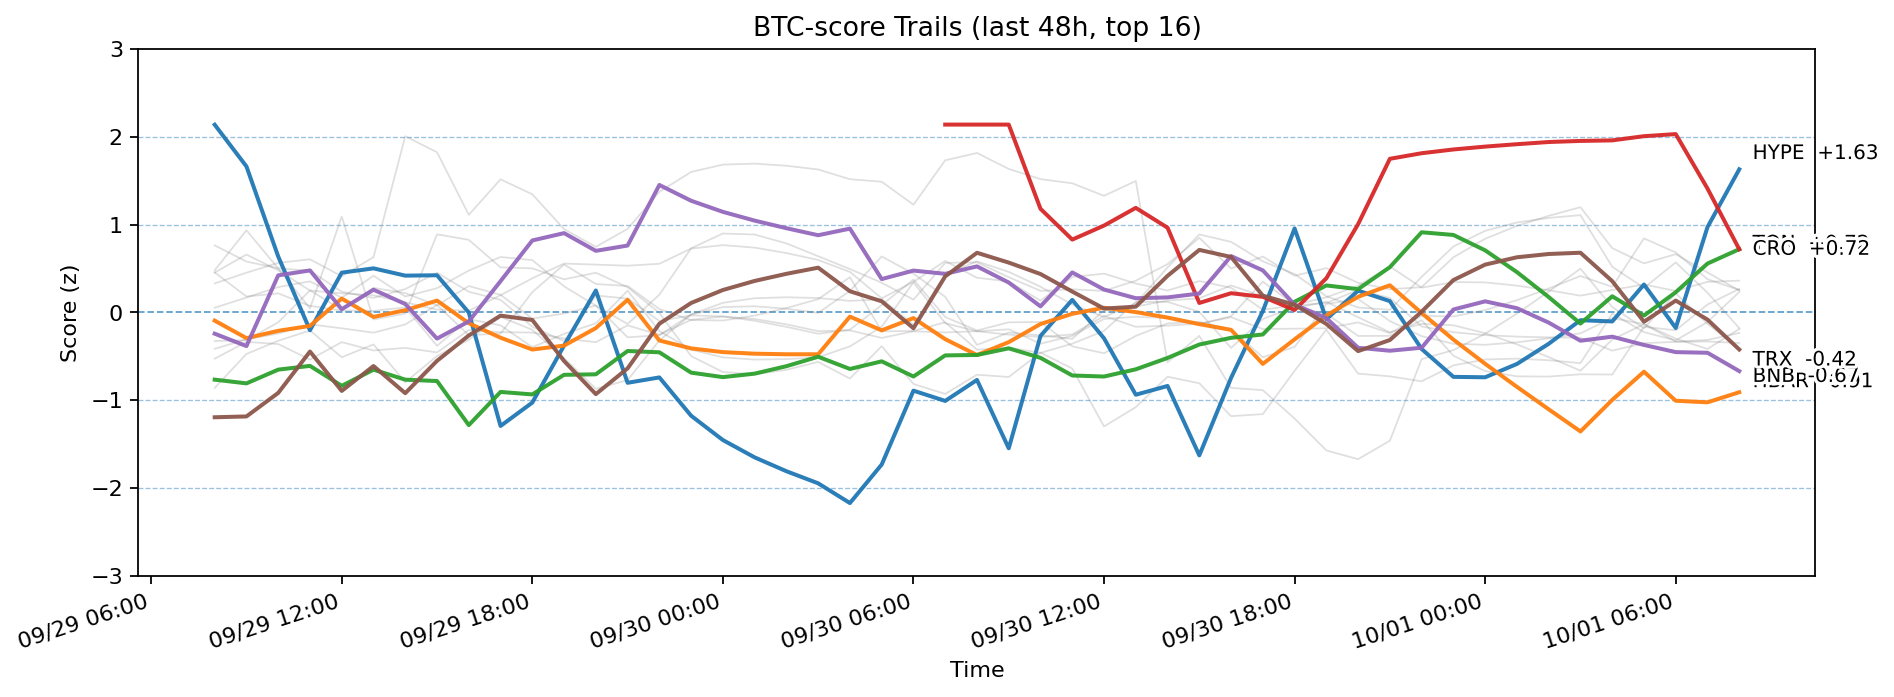 BTC-score Trails (last 48h, top 16)
Score (z)
3
2
1
0
−1
−2
−3
HYPE +1.63
CRO +0.72
TRX -0.42
BNB -0.67
09/29 06:00
09/29 12:00
09/29 18:00
09/30 00:00
09/30 06:00
09/30 12:00
09/30 18:00
10/01 00:00
10/01 06:00
Time